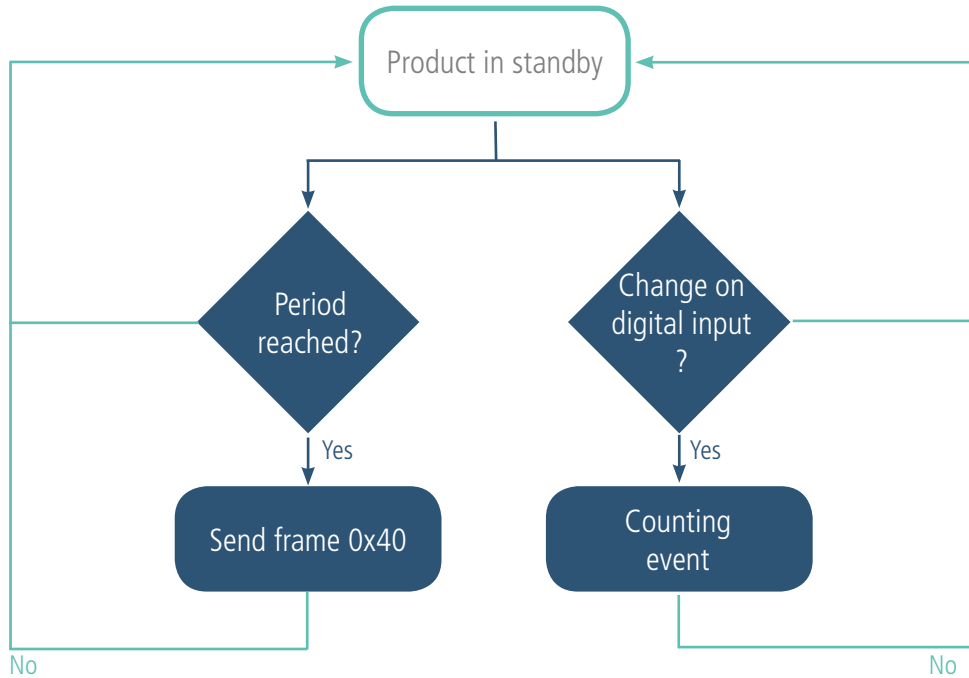 Product in standby
Period
reached?
Change on
digital input
?
Yes
Yes
Send frame 0x40
Counting
event
No
No